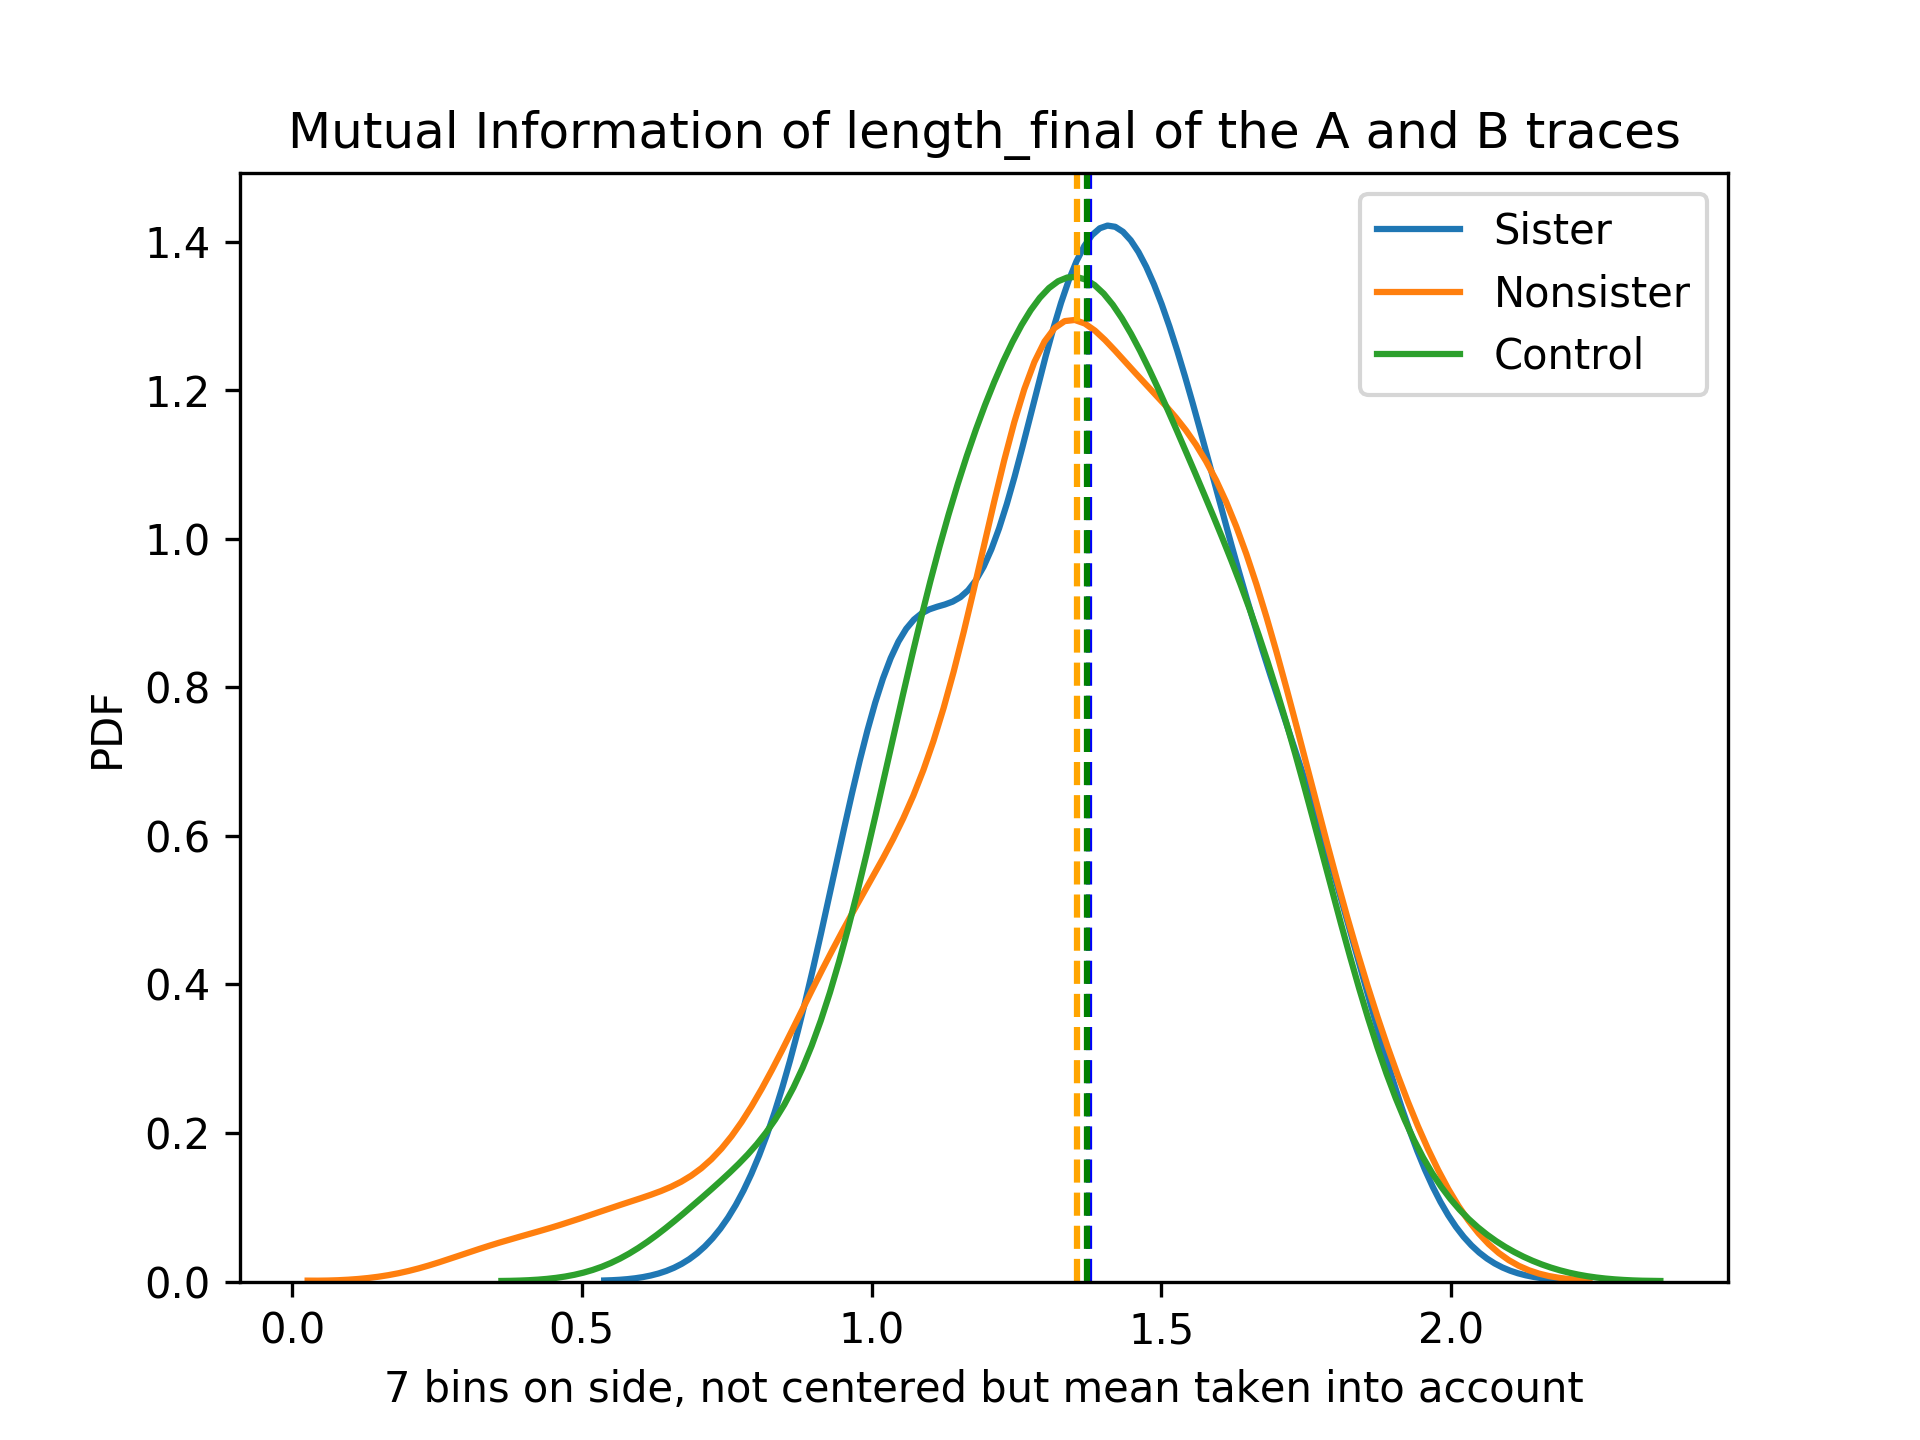 Mutual Information of length_final of the A and B traces
Sister
Nonsister
Control
PDF
1.4
1.2
1.0
0.8
0.6
0.4
0.2
0.0
0.0 0.5 1.0 1.5 2.0
7 bins on side, not centered but mean taken into account